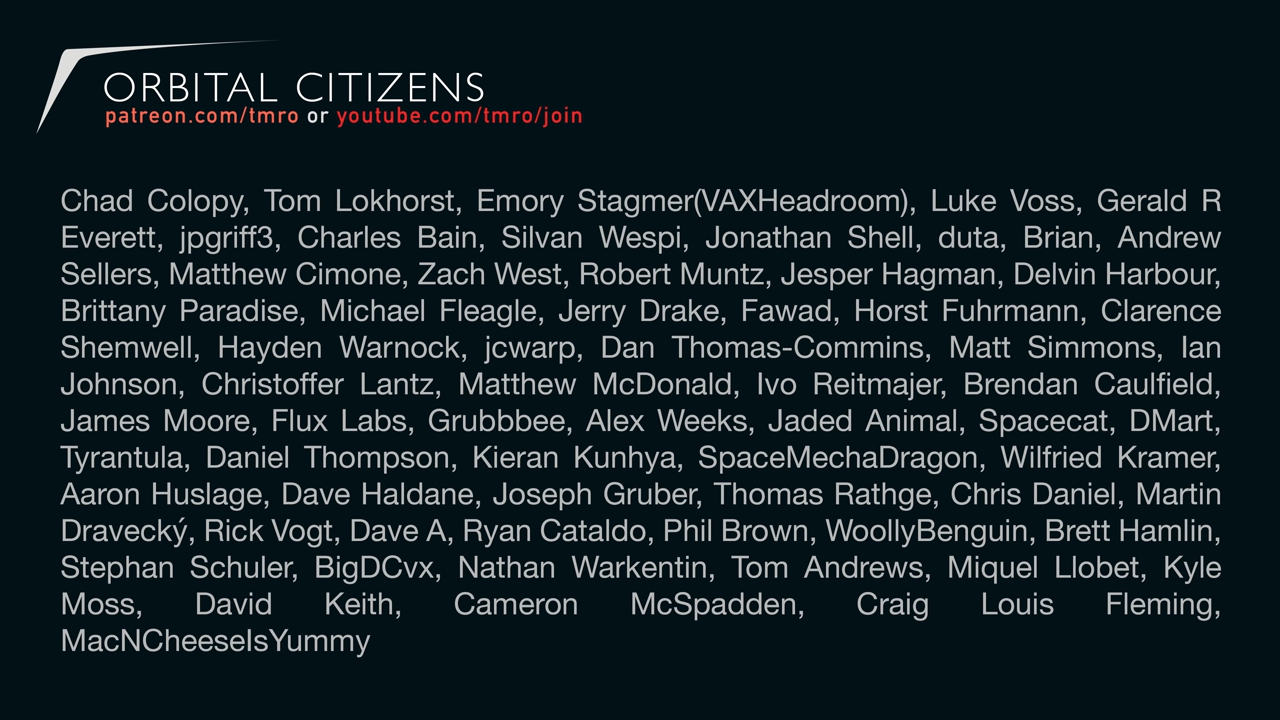 ORBITAL CITIZENS
patreon.com/tmro or youtube.com/tmro/join
Chad Colopy, Tom Lokhorst, Emory Stagmer(VAXHeadroom), Luke Voss, Gerald R
Everett, jpgriff3, Charles Bain, Silvan Wespi, Jonathan Shell, duta, Brian, Andrew
Sellers, Matthew Cimone, Zach West, Robert Muntz, Jesper Hagman, Delvin Harbour,
Brittany Paradise, Michael Fleagle, Jerry Drake, Fawad, Horst Fuhrmann, Clarence
Shemwell, Hayden Warnock, jcwarp, Dan Thomas-Commins, Matt Simmons, Ian
Johnson, Christoffer Lantz, Matthew McDonald, Ivo Reitmajer, Brendan Caulfield,
James Moore, Flux Labs, Grubbbee, Alex Weeks, Jaded Animal, Spacecat, DMart,
Tyrantula, Daniel Thompson, Kieran Kunhya, SpaceMechaDragon, Wilfried Kramer,
Aaron Huslage, Dave Haldane, Joseph Gruber, Thomas Rathge, Chris Daniel, Martin
Dravecký, Rick Vogt, Dave A, Ryan Cataldo, Phil Brown, WoollyBenguin, Brett Hamlin,
Stephan Schuler, BigDCvx, Nathan Warkentin, Tom Andrews, Miquel Llobet, Kyle
Moss, David Keith, Cameron McSpadden, Craig Louis Fleming,
MacNCheeseIsYummy